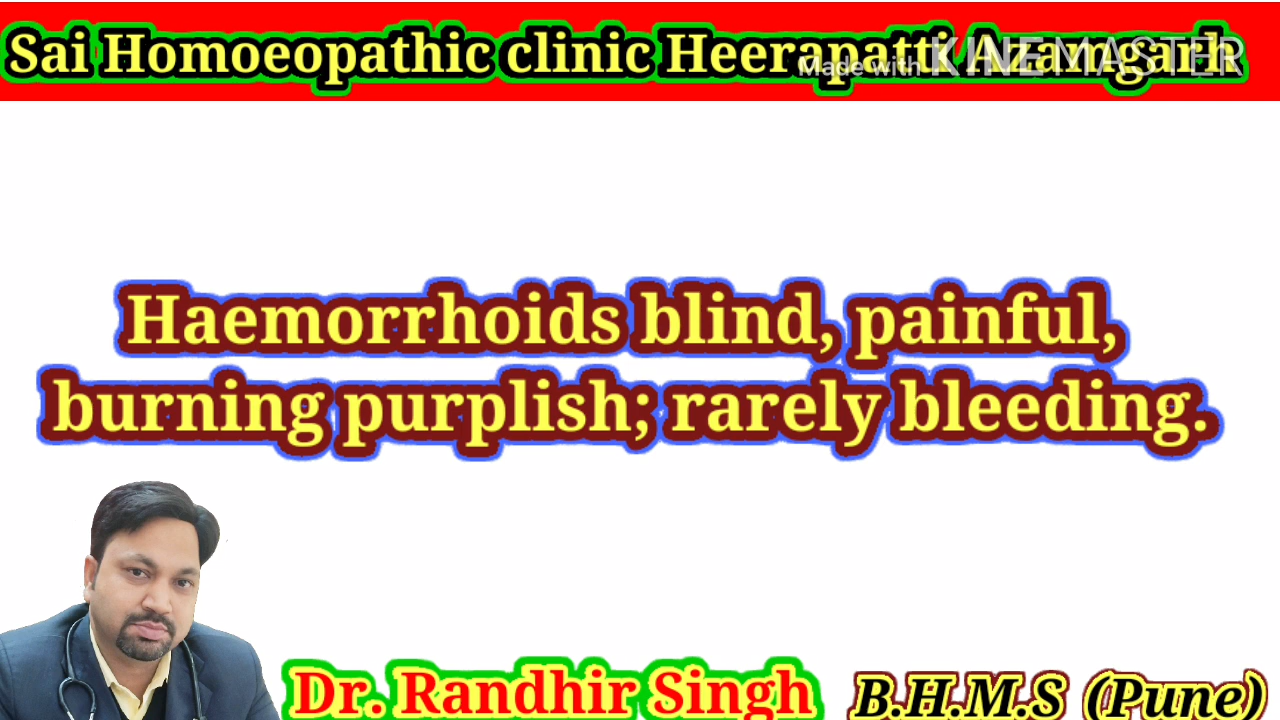 Sai Homoeopathic clinic Heerapatti Azamgarh
Made with KINEMASTER
Haemorrhoids blind, painful,
burning purplish; rarely bleeding.
Dr. Randhir Singh B.H.M.S (Pune)